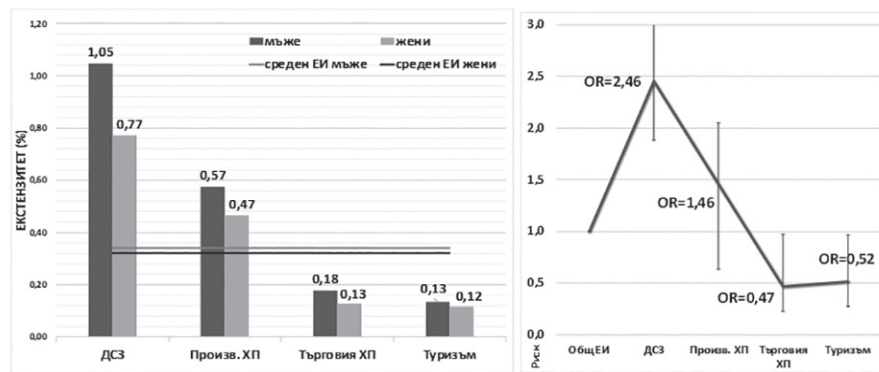 1,20
1,00
0,80
0,60
0,40
0,20
0,00
ЕКСТЕНЗИТЕТ (%)
мъже
жени
среден ЕИ мъже
среден ЕИ жени
1,05
0,77
0,57
0,47
0,18
0,13
0,13
0,12
ДСЗ
Произв. ХП
Търговия ХП
Туризъм
3,0
2,5
2,0
1,5
1,0
0,5
0,0
Риск
OR=2,46
OR=1,46
OR=0,47
OR=0,52
Общ ЕИ
ДСЗ
Произв. ХП
Търговия
ХП
Туризъм